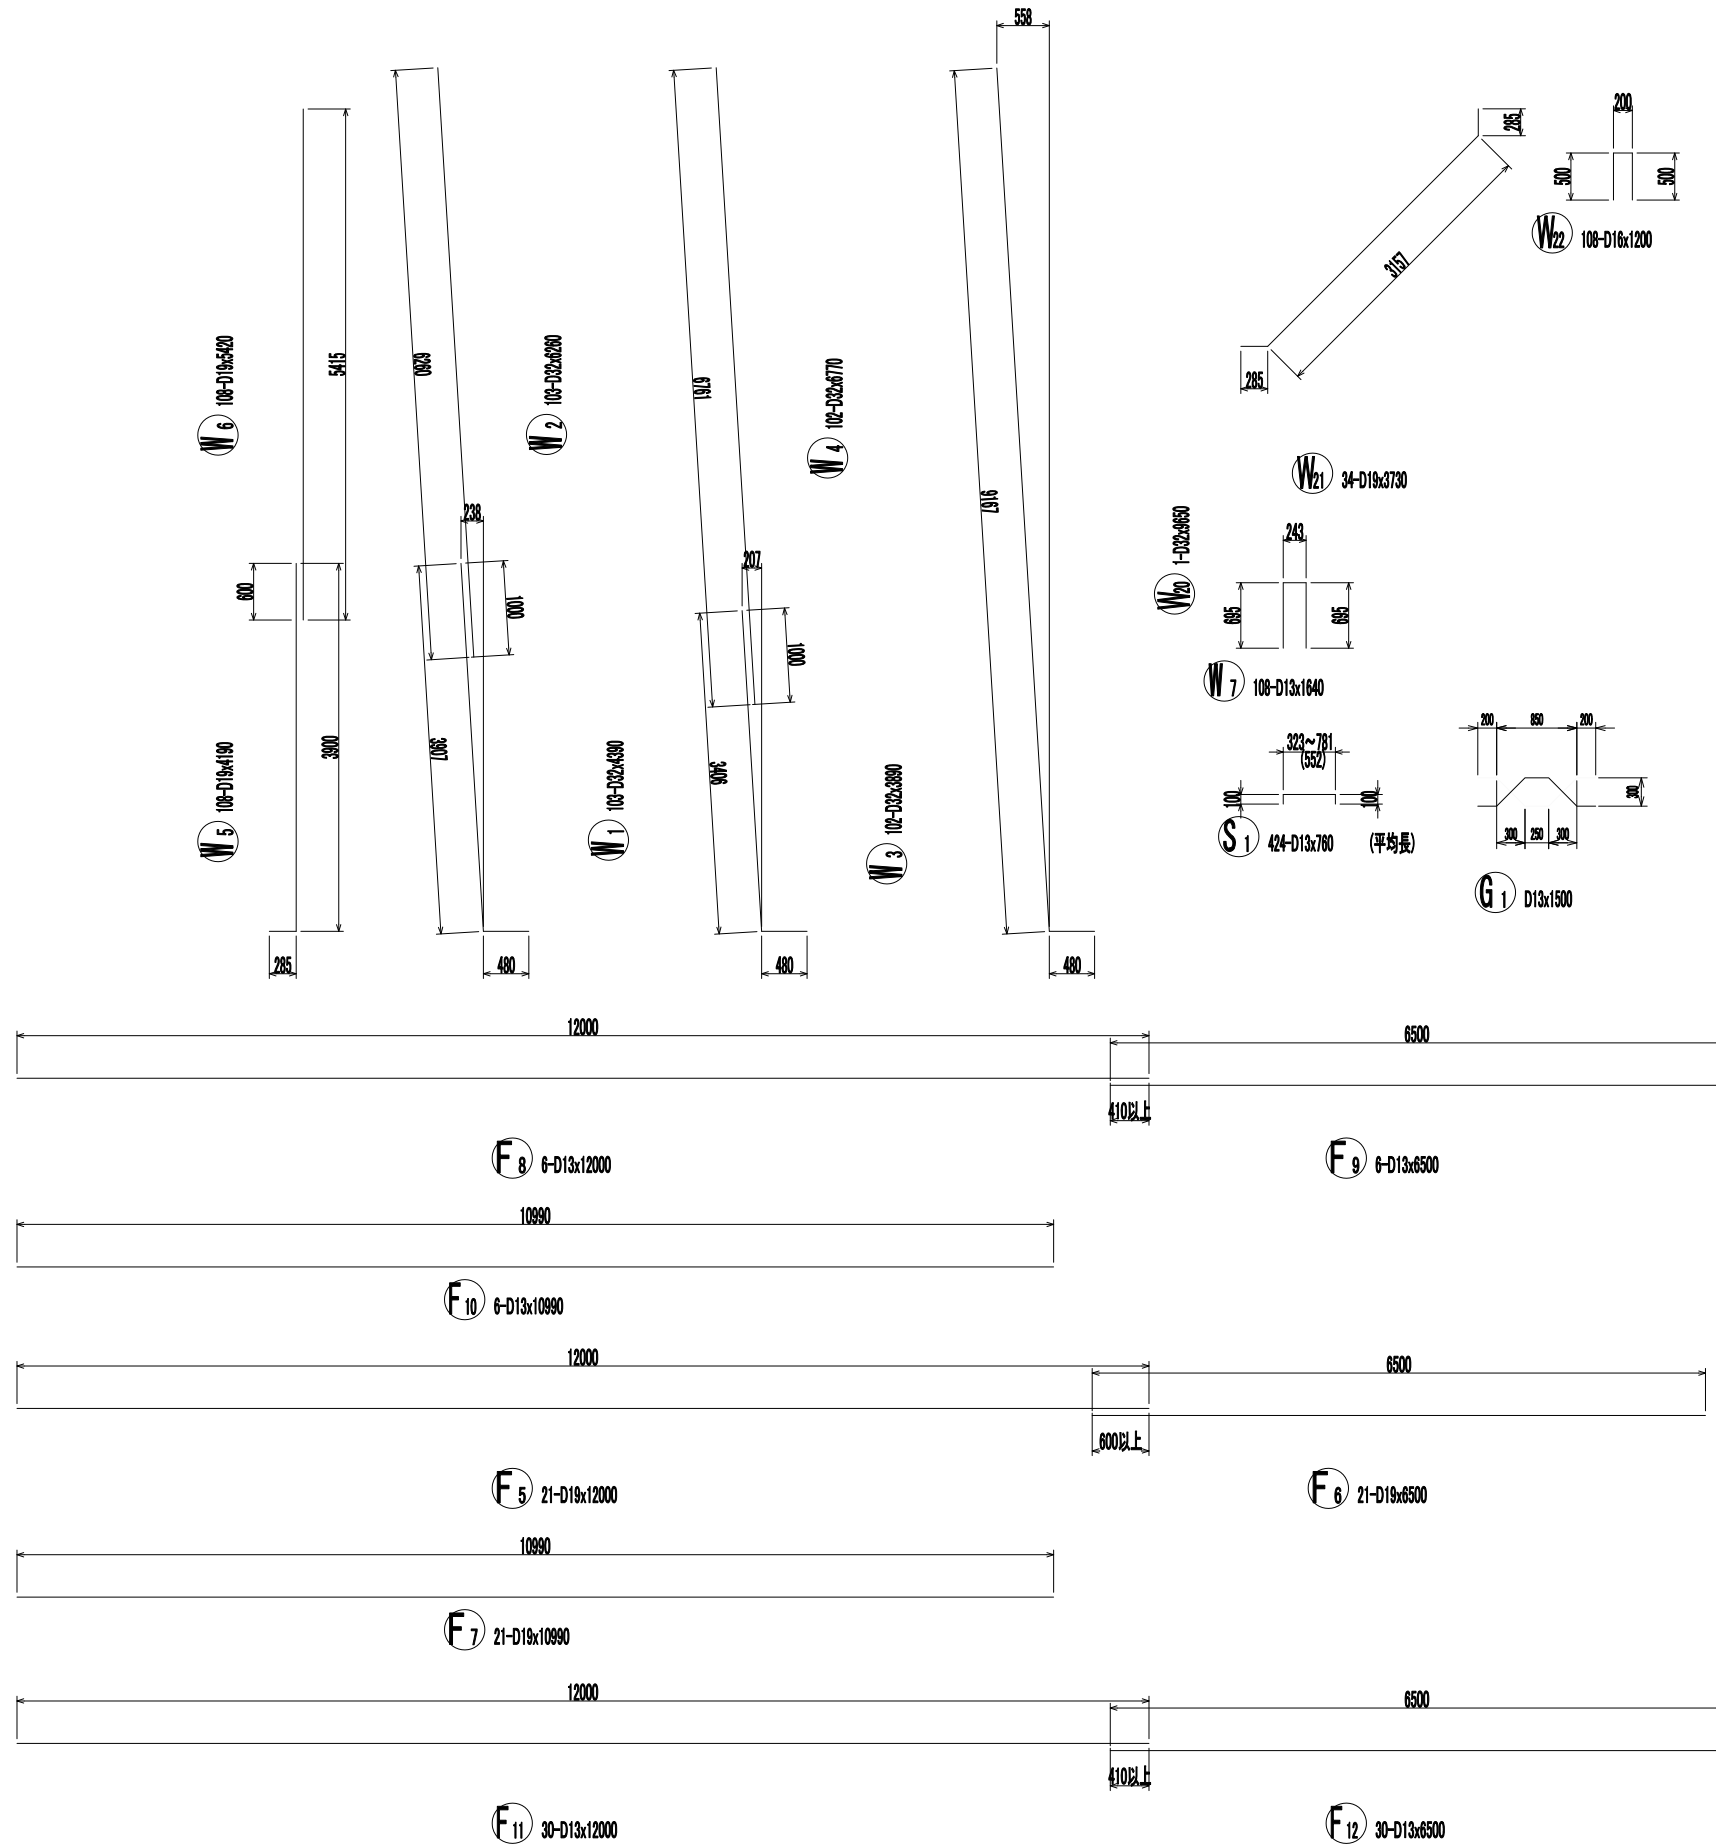 558
200
285
500
500
W22 108-D16x1200
3157
285
W21 34-D19x3730
5415
600
3900
285
W6 108-D19x5420
W5 108-D19x4190
6260
238
1000
3907
480
W2 103-D32x6260
W1 103-D32x4390
6761
207
1000
3406
480
W4 102-D32x6770
W3 102-D32x3890
9167
480
W20 1-D32x9650
243
695
695
W7 108-D13x1640
323～781
(552)
100
100
S1 424-D13x760 (平均長)
200
850
200
300
300
250
300
G1 D13x1500
12000
6500
410以上
F8 6-D13x12000
F9 6-D13x6500
10990
F10 6-D13x10990
12000
6500
600以上
F5 21-D19x12000
F6 21-D19x6500
10990
F7 21-D19x10990
12000
6500
410以上
F11 30-D13x12000
F12 30-D13x6500